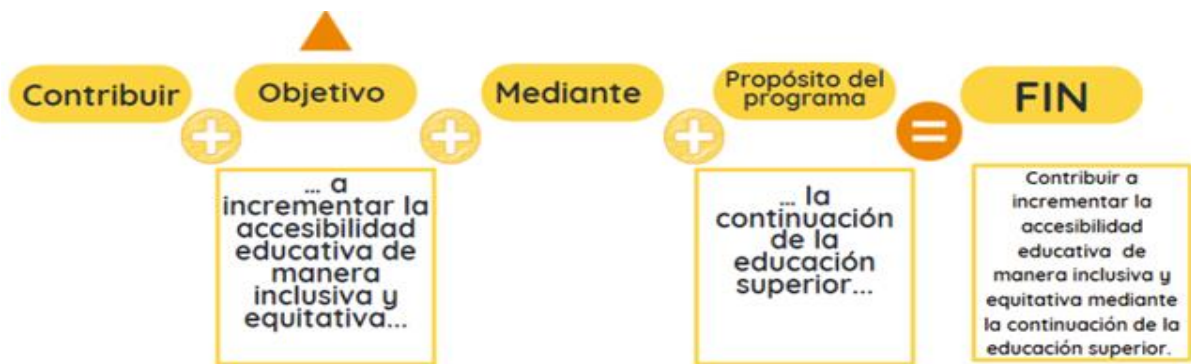 Contribuir
Objetivo
Mediante
Propósito del
programa
FIN
... a
incrementar la
accesibilidad
educativa de
manera
inclusiva y
equitativa...
... la
continuación
de la
educación
superior...
Contribuir a
incrementar la
accesibilidad
educativa de
manera inclusiva y
equitativa mediante
la continuación de la
educación superior.